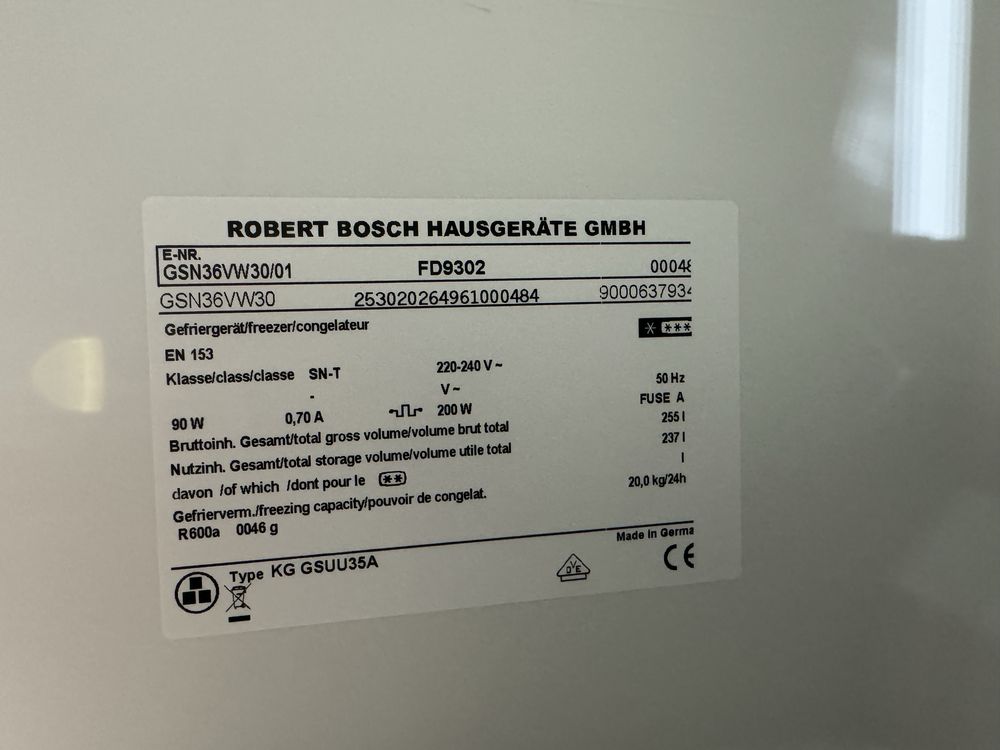 ROBERT BOSCH HAUSGERÄTE GMBH
E-NR.
GSN36VW30/01 FD9302 00048
GSN36VW30 253020264961000484 9000637934
Gefriergerät/freezer/congelateur
EN 153
Klasse/class/classe SN-T 220-240 V ~
- V ~ 50 Hz
90 W 0,70 A 200 W FUSE A
Bruttoinh. Gesamt/total gross volume/volume brut total 255 l
Nutzinh. Gesamt/total storage volume/volume utile total 237 l
davon /of which /dont pour le l
Gefrierverm./freezing capacity/pouvoir de congelat. 20,0 kg/24h
R600a 0046 g
Made in Germa
Type KG GSUU35A
DVE
CE